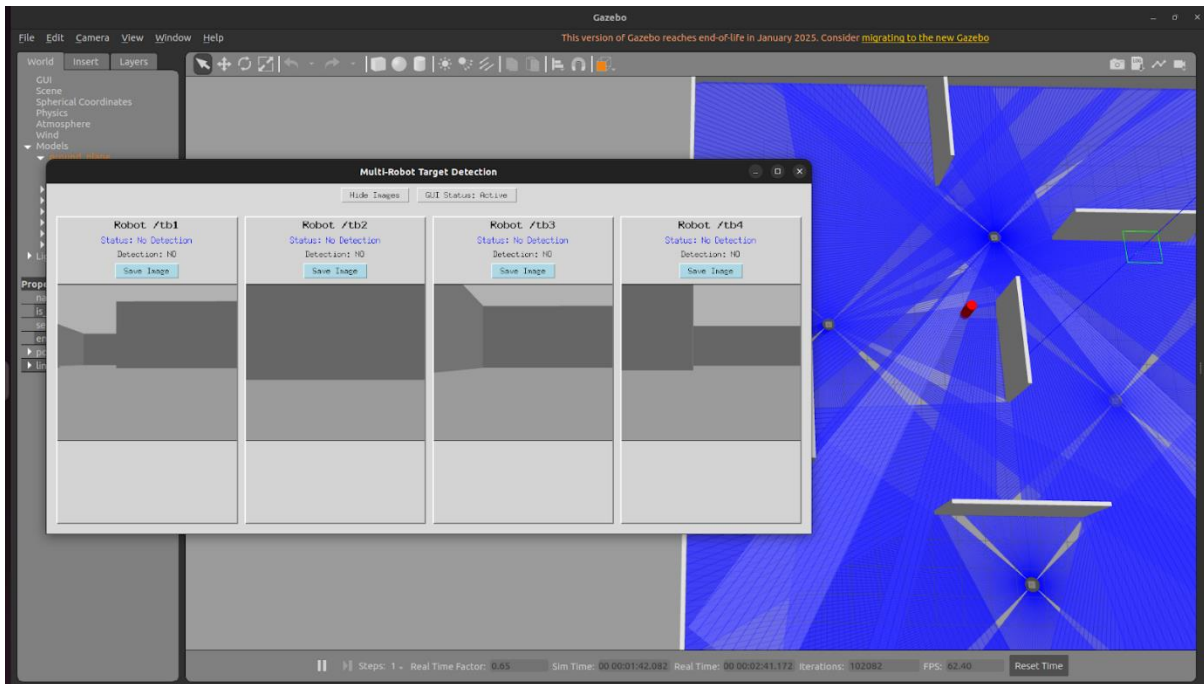 Gazebo
File Edit Camera View Window Help
This version of Gazebo reaches end-of-life in January 2025. Consider migrating to the new Gazebo
World Insert Layers
GUI
Scene
Spherical Coordinates
Physics
Atmosphere
Wind
Models
ground_plane
Multi-Robot Target Detection
Hide Images GUI Status: Active
Robot /tb1 Robot /tb2 Robot /tb3 Robot /tb4
Status: No Detection Status: No Detection Status: No Detection Status: No Detection
Detection: NO Detection: NO Detection: NO Detection: NO
Save Image Save Image Save Image Save Image
Steps: 1 Real Time Factor: 0.65 Sim Time: 00 00:01:42.082 Real Time: 00 00:02:41.172 Iterations: 102082 FPS: 62.40 Reset Time